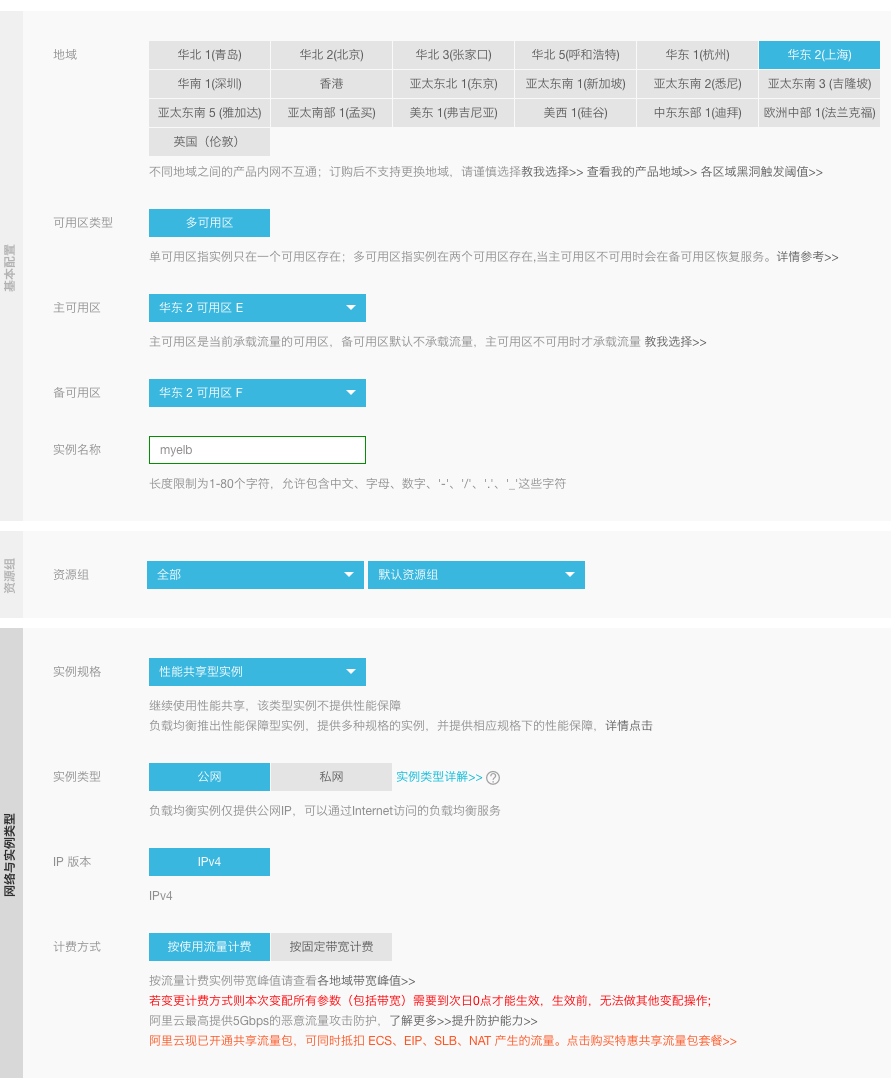 基本配置
地域
华北 1(青岛) 华北 2(北京) 华北 3(张家口) 华北 5(呼和浩特) 华东 1(杭州) 华东 2(上海)
华南 1(深圳) 香港 亚太东北 1(东京) 亚太东南 1(新加坡) 亚太东南 2(悉尼) 亚太东南 3 (吉隆坡)
亚太东南 5 (雅加达) 亚太南部 1(孟买) 美东 1(弗吉尼亚) 美西 1(硅谷) 中东东部 1(迪拜) 欧洲中部 1(法兰克福)
英国（伦敦）
不同地域之间的产品内网不互通；订购后不支持更换地域，请谨慎选择教我选择>> 查看我的产品地域>> 各区域黑洞触发阈值>>
可用区类型 多可用区
单可用区指实例只在一个可用区存在；多可用区指实例在两个可用区存在,当主可用区不可用时会在备可用区恢复服务。详情参考>>
主可用区 华东 2 可用区 E
主可用区是当前承载流量的可用区，备可用区默认不承载流量，主可用区不可用时才承载流量 教我选择>>
备可用区 华东 2 可用区 F
实例名称 myelb
长度限制为1-80个字符，允许包含中文、字母、数字、'-'、'/'、'.'、'_'这些字符
资源组
资源组 全部 默认资源组
网络与实例类型
实例规格 性能共享型实例
继续使用性能共享，该类型实例不提供性能保障
负载均衡推出性能保障型实例，提供多种规格的实例，并提供相应规格下的性能保障，详情点击
实例类型 公网 私网 实例类型详解>> ?
负载均衡实例仅提供公网IP，可以通过Internet访问的负载均衡服务
IP 版本 IPv4
IPv4
计费方式 按使用流量计费 按固定带宽计费
按流量计费实例带宽峰值请查看各地域带宽峰值>>
若变更计费方式则本次变配所有参数（包括带宽）需要到次日0点才能生效，生效前，无法做其他变配操作;
阿里云最高提供5Gbps的恶意流量攻击防护，了解更多>>提升防护能力>>
阿里云现已开通共享流量包，可同时抵扣 ECS、EIP、SLB、NAT 产生的流量。点击购买特惠共享流量包套餐>>